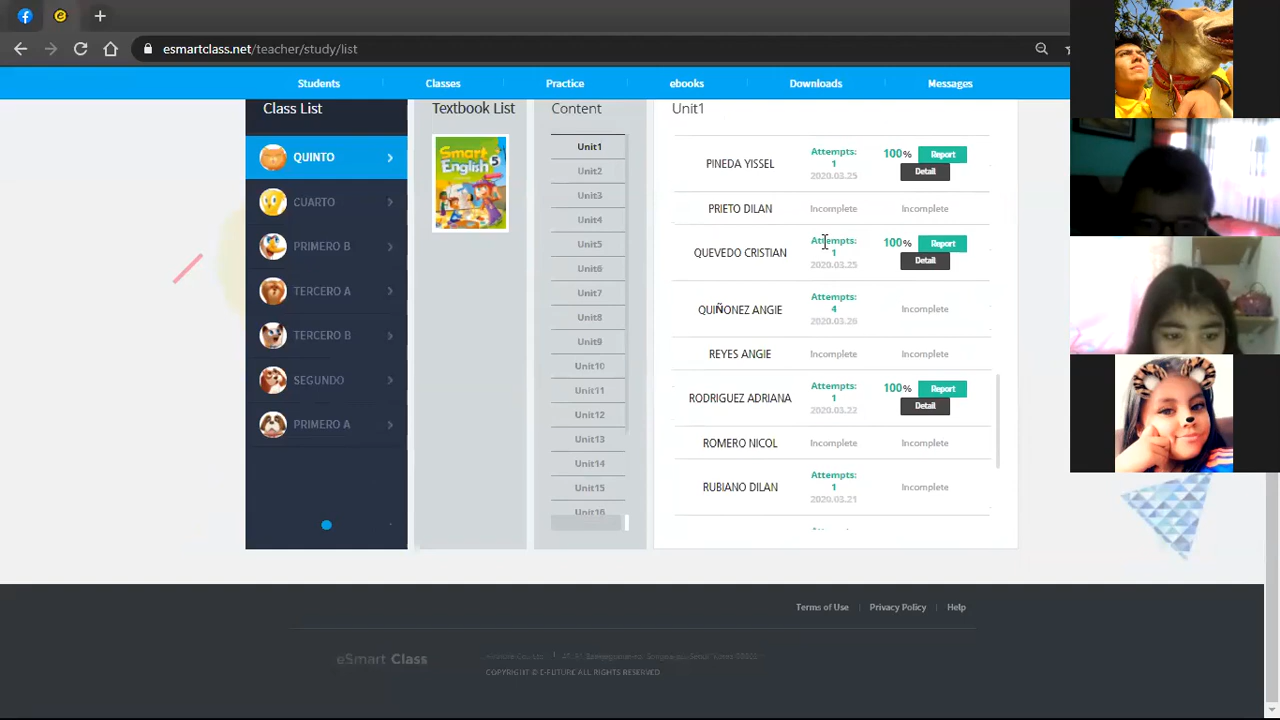 esmartclass.net/teacher/study/list
Students
Classes
Practice
ebooks
Downloads
Messages
Class List
QUINTO
CUARTO
PRIMERO B
TERCERO A
TERCERO B
SEGUNDO
PRIMERO A
Textbook List
Smart
English 5
Content
Unit1
Unit2
Unit3
Unit4
Unit5
Unit6
Unit7
Unit8
Unit9
Unit10
Unit11
Unit12
Unit13
Unit14
Unit15
Unit16
Unit1
PINEDA YISSEL Attempts: 1 2020.03.25 100% Report Detail
PRIETO DILAN Incomplete Incomplete
QUEVEDO CRISTIAN Attempts: 1 2020.03.25 100% Report Detail
QUIÑONEZ ANGIE Attempts: 4 2020.03.26 Incomplete
REYES ANGIE Incomplete Incomplete
RODRIGUEZ ADRIANA Attempts: 1 2020.03.22 100% Report Detail
ROMERO NICOL Incomplete Incomplete
RUBIANO DILAN Attempts: 1 2020.03.21 Incomplete
Terms of Use
Privacy Policy
Help
eSmart Class
COPYRIGHT © E-FUTURE ALL RIGHTS RESERVED